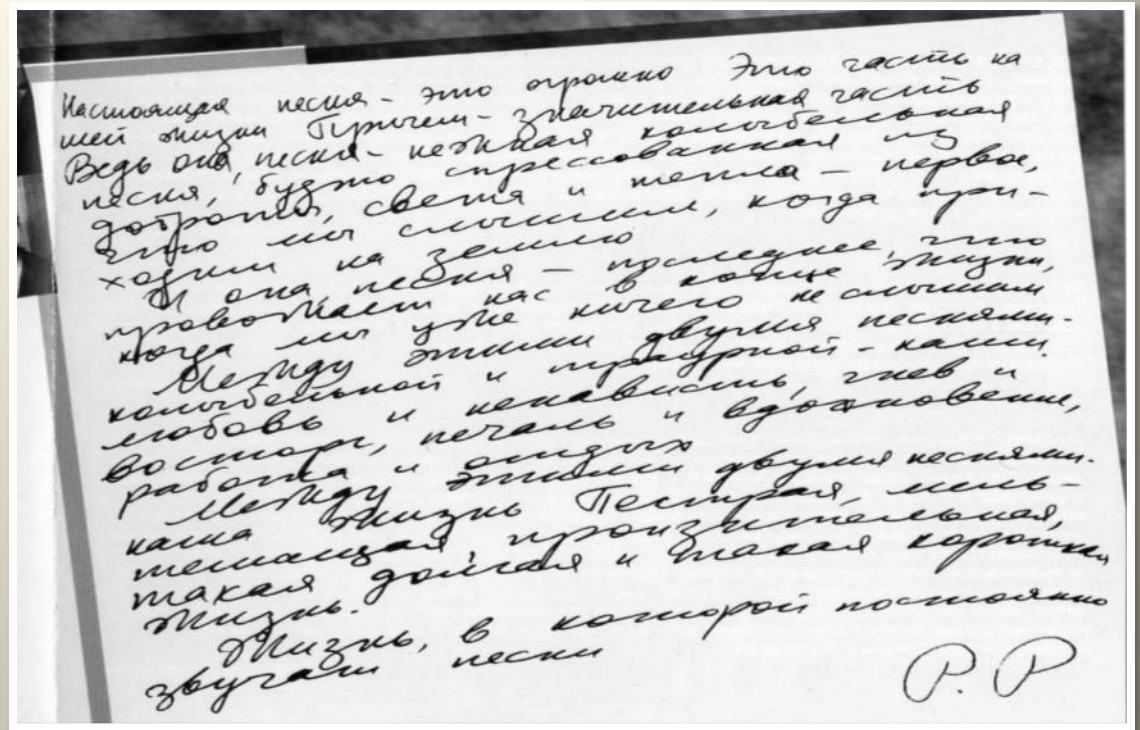 Настоящая песня - это огромно Это часть на
шей жизни Причем - значительная часть
Ведь она, песня - нежная колыбельная
песня, будто спрессованная из
доброты, света и тепла - первое,
что мы слышим, когда при-
ходим на землю
И она песня - последнее, что
провожает нас в конце жизни,
когда мы уже ничего не слышим
Между этими двумя песнями -
колыбельной и траурной - наши
любовь и ненависть, гнев и
восторг, печаль и вдохновение,
работа и отдых
Между этими двумя песнями -
наша жизнь Пестрая, мель-
тешащая, пронзительная,
такая долгая и такая короткая
жизнь.
Жизнь, в которой постоянно
звучат песни
Р. Р